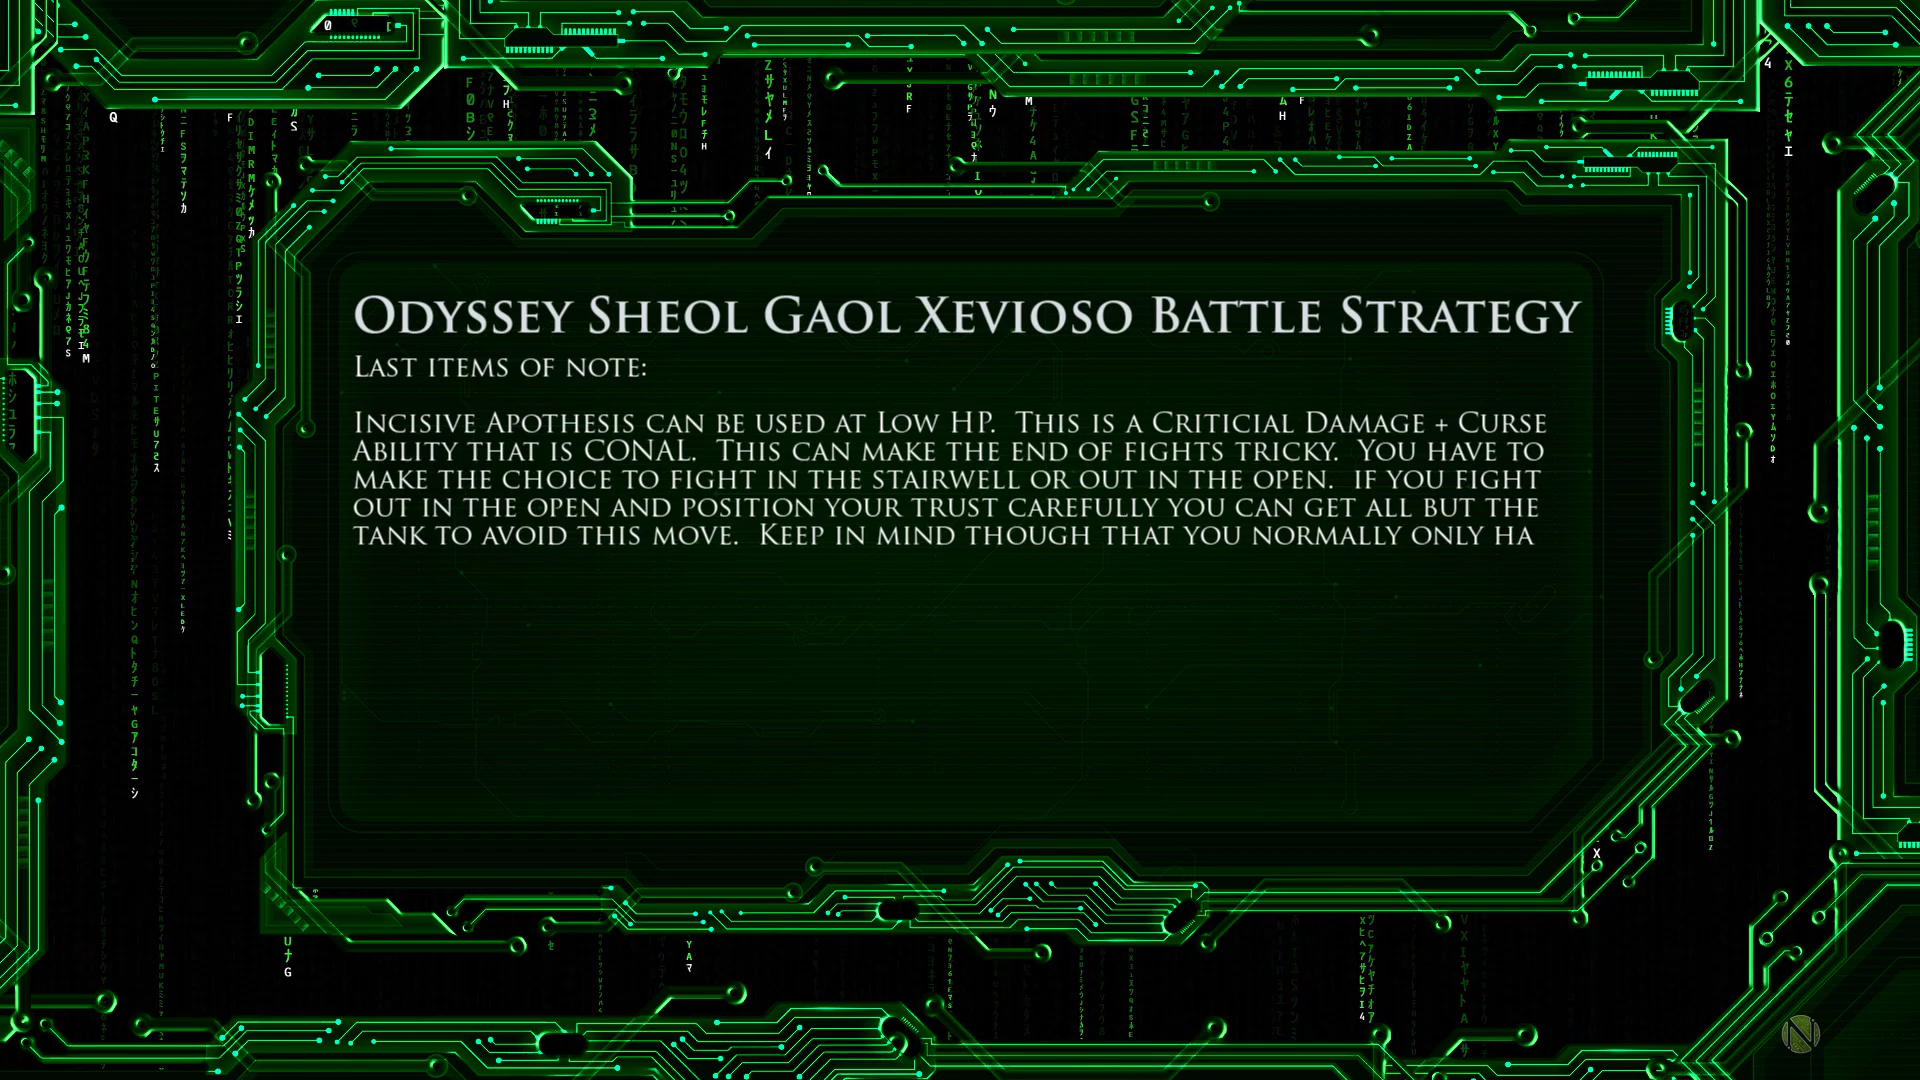 Odyssey Sheol Gaol Xevioso Battle Strategy
Last items of note:
Incisive Apothesis can be used at Low HP. This is a Criticial Damage + Curse
Ability that is CONAL. This can make the end of fights tricky. You have to
make the choice to fight in the stairwell or out in the open. if you fight
out in the open and position your trust carefully you can get all but the
tank to avoid this move. Keep in mind though that you normally only ha